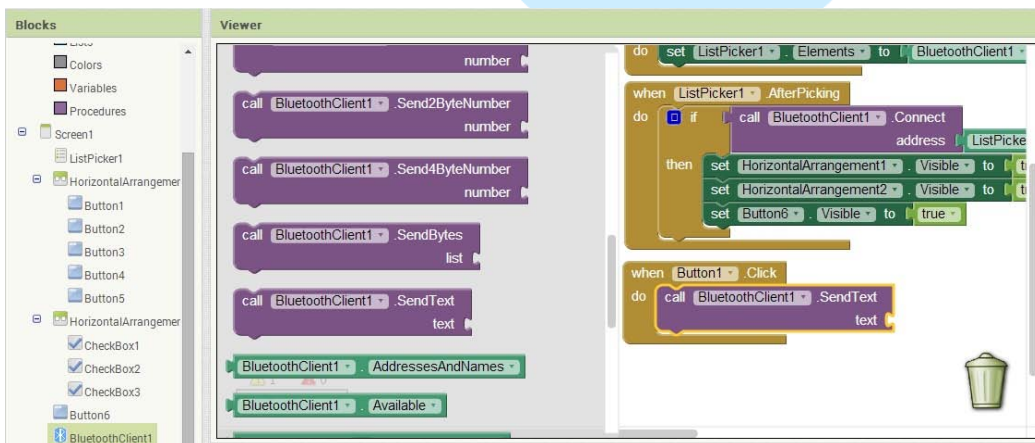 Blocks
Viewer
Colors
Variables
Procedures
Screen1
ListPicker1
HorizontalArrangemer
Button1
Button2
Button3
Button4
Button5
HorizontalArrangemer
CheckBox1
CheckBox2
CheckBox3
Button6
BluetoothClient1
number
call BluetoothClient1 .Send2ByteNumber
number
call BluetoothClient1 .Send4ByteNumber
number
call BluetoothClient1 .SendBytes
list
call BluetoothClient1 .SendText
text
BluetoothClient1 . AddressesAndNames
1 0
BluetoothClient1 . Available
do set ListPicker1 . Elements to BluetoothClient1
when ListPicker1 .AfterPicking
do if call BluetoothClient1 .Connect
address ListPicke
then set HorizontalArrangement1 . Visible to
set HorizontalArrangement2 . Visible to
set Button6 . Visible to true
when Button1 .Click
do call BluetoothClient1 .SendText
text